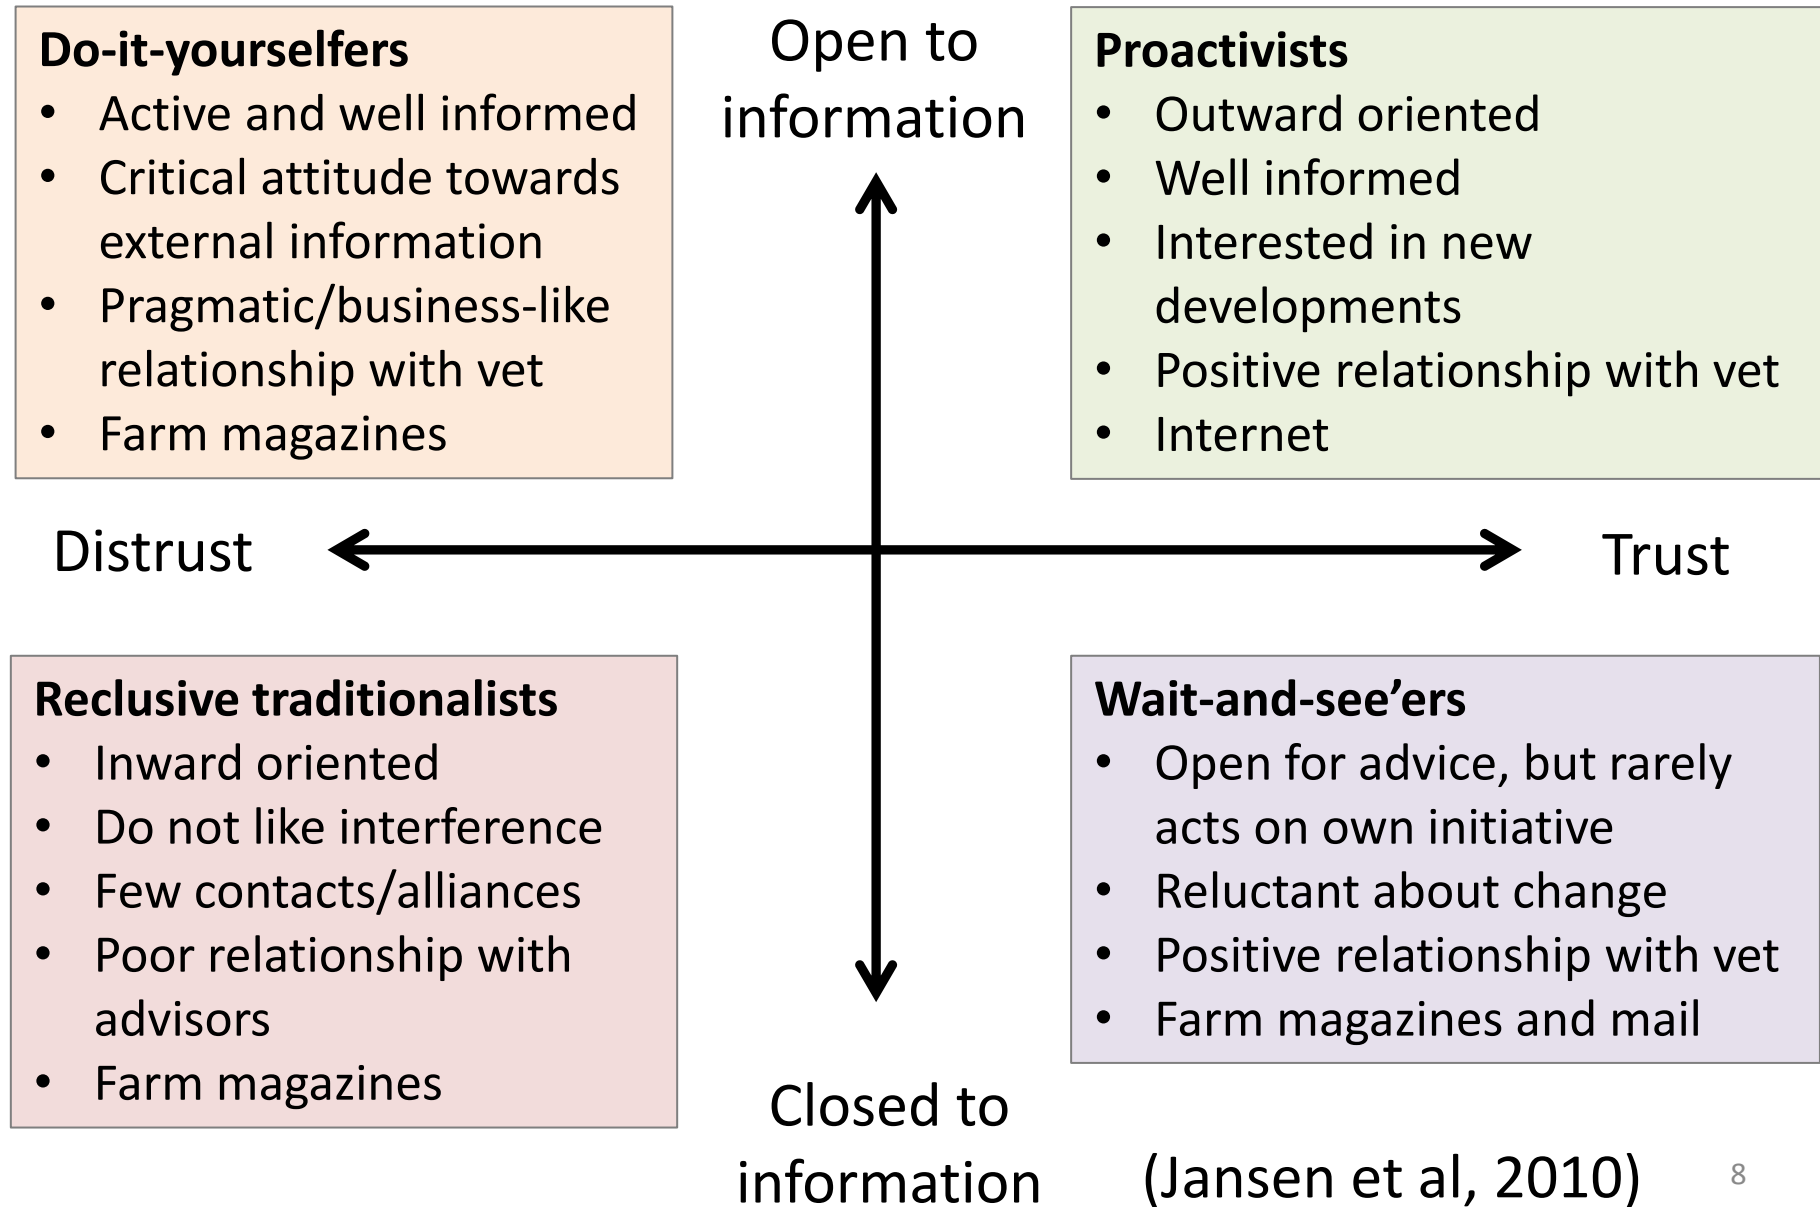 Do-it-yourselfers
• Active and well informed
• Critical attitude towards
external information
• Pragmatic/business-like
relationship with vet
• Farm magazines
Open to
information
Proactivists
• Outward oriented
• Well informed
• Interested in new
developments
• Positive relationship with vet
• Internet
Distrust
Trust
Reclusive traditionalists
• Inward oriented
• Do not like interference
• Few contacts/alliances
• Poor relationship with
advisors
• Farm magazines
Wait-and-see’ers
• Open for advice, but rarely
acts on own initiative
• Reluctant about change
• Positive relationship with vet
• Farm magazines and mail
Closed to
information
(Jansen et al, 2010)
8